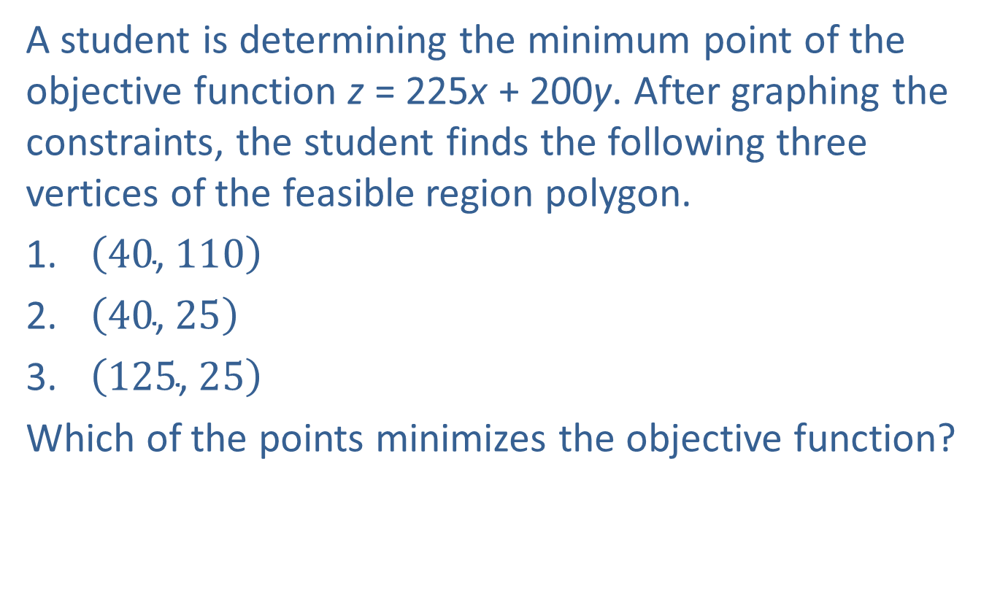 A student is determining the minimum point of the
objective function z = 225x + 200y. After graphing the
constraints, the student finds the following three
vertices of the feasible region polygon.
1. (40, 110)
2. (40, 25)
3. (125, 25)
Which of the points minimizes the objective function?